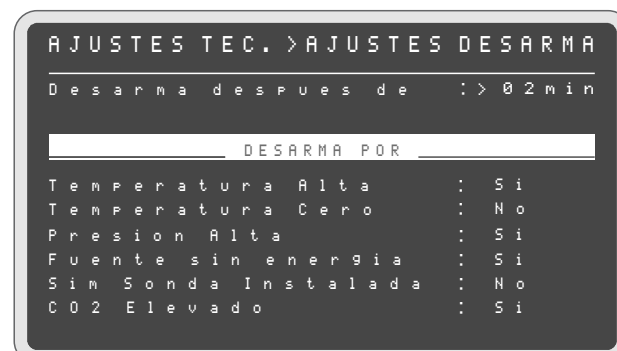 AJUSTES TEC. >AJUSTES DESARMA
Desarma despues de :> 02min
DESARMA POR
Temperatura Alta : Si
Temperatura Cero : No
Presion Alta : Si
Fuente sin energia : Si
Sim Sonda Instalada : No
CO2 Elevado : Si